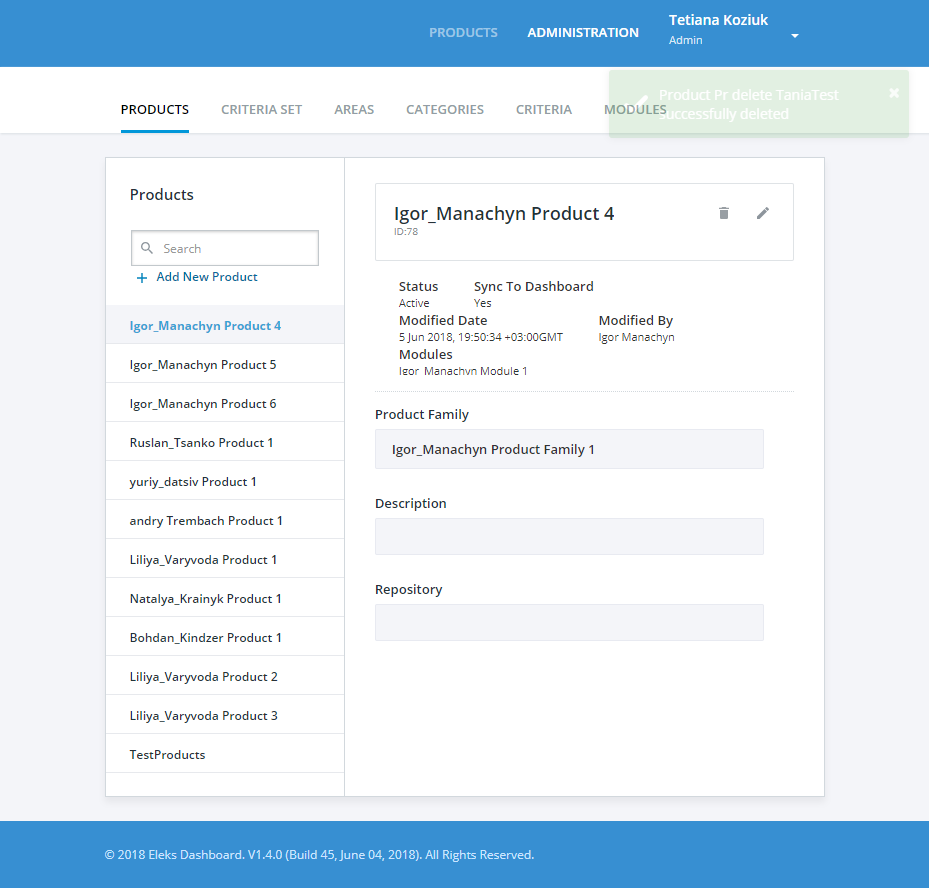 PRODUCTS
ADMINISTRATION
Tetiana Koziuk
Admin
PRODUCTS
CRITERIA SET
AREAS
CATEGORIES
CRITERIA
MODULES
Product Pr delete TaniaTest
successfully deleted
Products
Search
Add New Product
Igor_Manachyn Product 4
Igor_Manachyn Product 5
Igor_Manachyn Product 6
Ruslan_Tsanko Product 1
yuriy_datsiv Product 1
andry Trembach Product 1
Liliya_Varyvoda Product 1
Natalya_Krainyk Product 1
Bohdan_Kindzer Product 1
Liliya_Varyvoda Product 2
Liliya_Varyvoda Product 3
TestProducts
Igor_Manachyn Product 4
ID:78
Status
Sync To Dashboard
Active
Yes
Modified Date
Modified By
5 Jun 2018, 19:50:34 +03:00GMT
Igor Manachyn
Modules
Igor_Manachyn Module 1
Product Family
Igor_Manachyn Product Family 1
Description
Repository
© 2018 Eleks Dashboard. V1.4.0 (Build 45, June 04, 2018). All Rights Reserved.